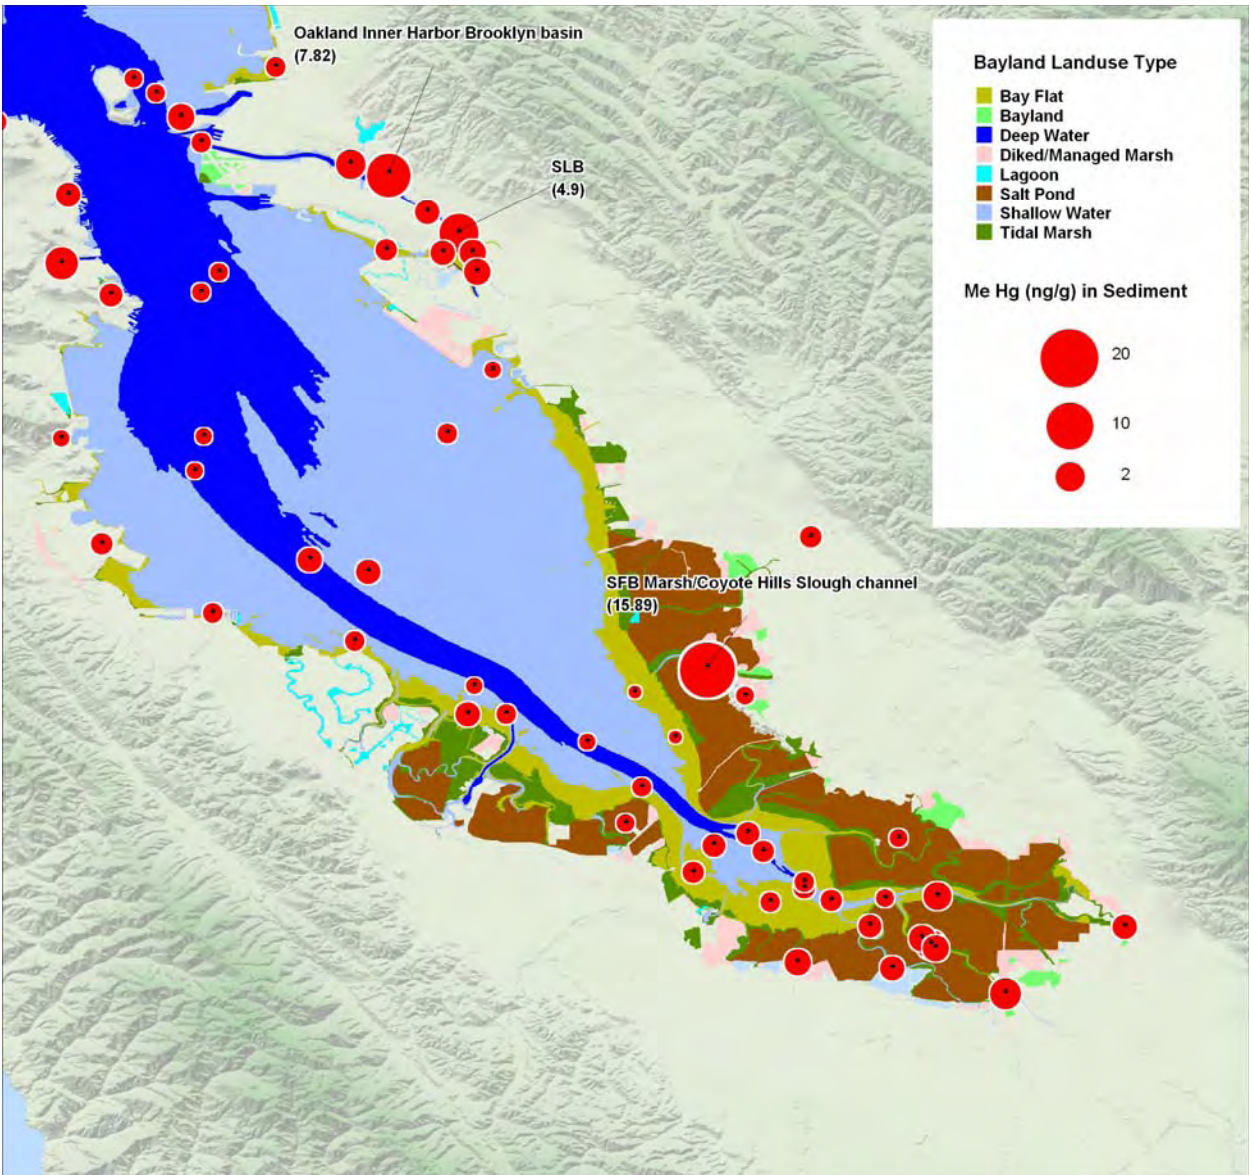 Oakland Inner Harbor Brooklyn basin
(7.82)
SLB
(4.9)
Bayland Landuse Type
Bay Flat
Bayland
Deep Water
Diked/Managed Marsh
Lagoon
Salt Pond
Shallow Water
Tidal Marsh
Me Hg (ng/g) in Sediment
20
10
2
SFB Marsh/Coyote Hills Slough channel
(15.89)